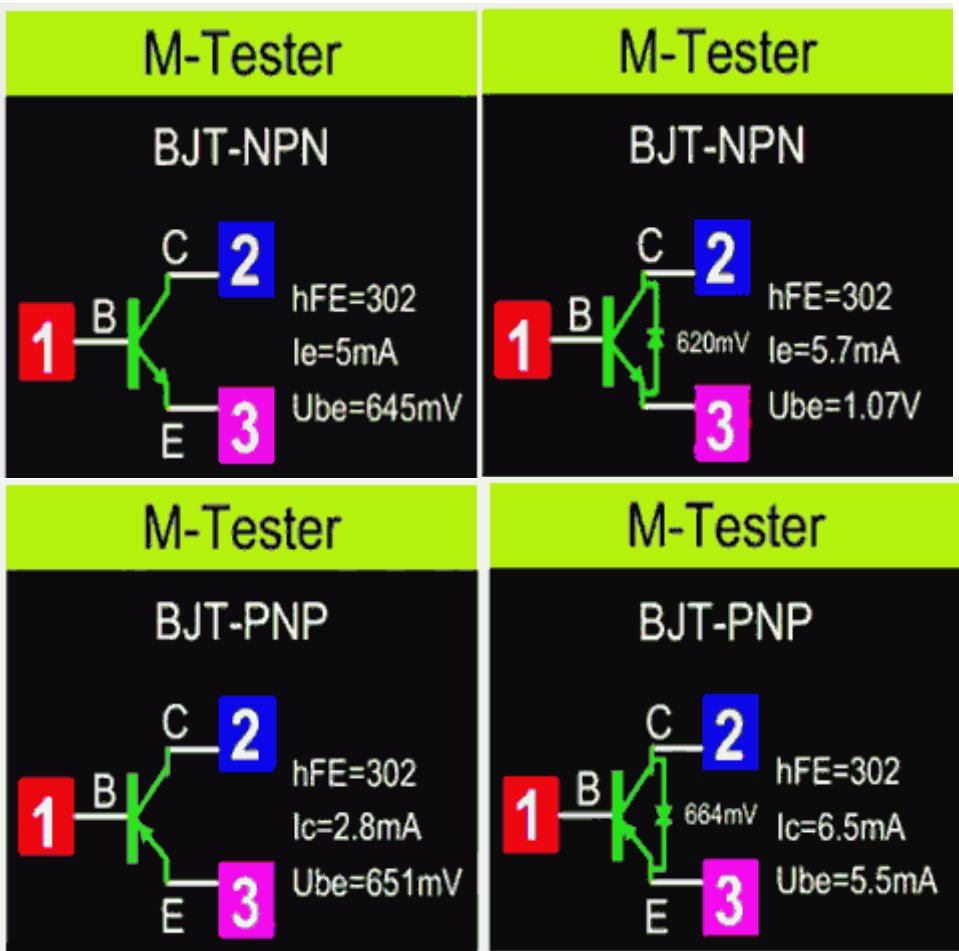 M-Tester
BJT-NPN
C 2
1 B
hFE=302
Ie=5mA
Ube=645mV
E 3
M-Tester
BJT-NPN
C 2
1 B
620mV
hFE=302
Ie=5.7mA
Ube=1.07V
3
M-Tester
BJT-PNP
C 2
1 B
hFE=302
Ic=2.8mA
Ube=651mV
E 3
M-Tester
BJT-PNP
C 2
1 B
664mV
hFE=302
Ic=6.5mA
Ube=5.5mA
E 3